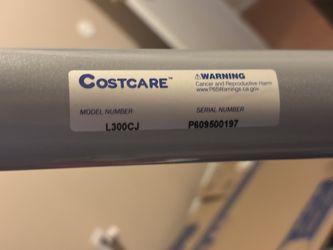 COSTCARE™
⚠WARNING
Cancer and Reproductive Harm
www.P65Warnings.ca.gov
MODEL NUMBER
SERIAL NUMBER
L300CJ
P609500197